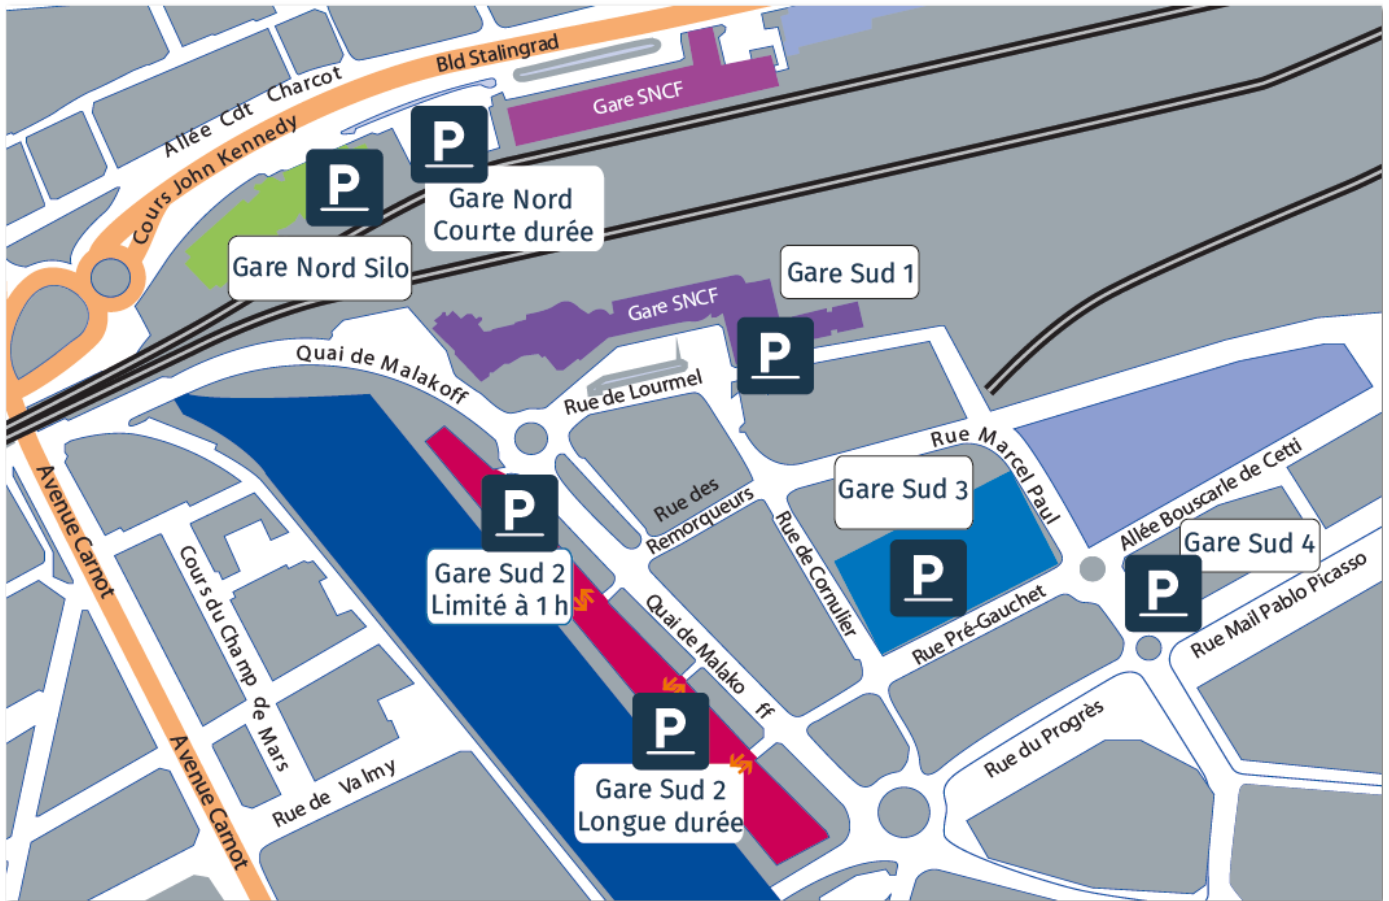 Bld Stalingrad
Allée Cdt Charcot
Cours John Kennedy
Gare SNCF
P
P
Gare Nord
Courte durée
Gare Nord Silo
Gare Sud 1
Gare SNCF
P
Quai de Malakoff
Rue de Lourmel
Rue Marcel Paul
Allée Bouscarle de Cetti
Gare Sud 3
P
Rue des
Remorqueurs
Avenue Carnot
P
Gare Sud 2
Limité à 1 h
Rue de Cornulier
Gare Sud 4
P
Rue Mail Pablo Picasso
Rue Pré-Gauchet
Cours du Champ de Mars
Quai de Malakoff
P
Gare Sud 2
Longue durée
Rue du Progrès
Avenue Carnot
Rue de Valmy